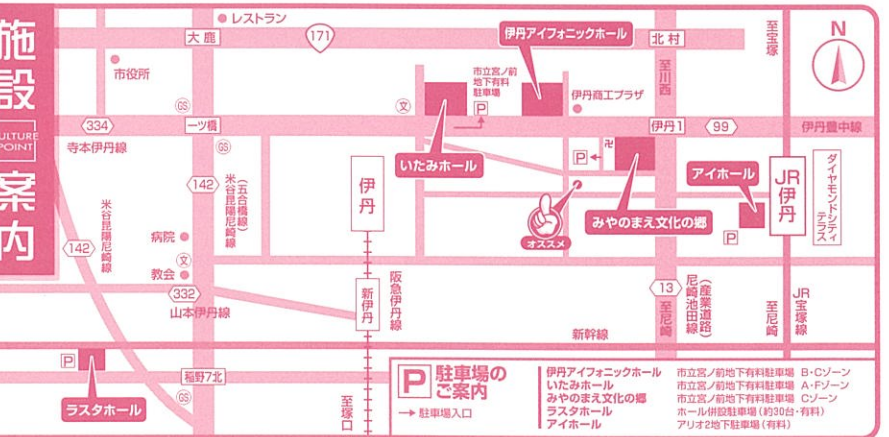 施設
CULTURE
POINT
案内
レストラン
大鹿
171
伊丹アイフォニックホール
北村
至宝塚
N
市役所
市立宮ノ前
地下有料
駐車場
P
伊丹商工プラザ
至川西
GS
文
334
一ツ橋
伊丹1
99
伊丹豊中線
寺本伊丹線
GS
卍
P
いたみホール
142
伊丹
アイホール
JR伊丹
ダイヤモンドシティ
テラス
みやのまえ文化の郷
オススメ
P
米谷昆陽尼崎線
(五合橋線)
米谷昆陽尼崎線
142
病院
文
教会
332
山本伊丹線
新伊丹
阪急伊丹線
13
至尼崎
尼崎池田線
(産業道路)
至尼崎
JR宝塚線
新幹線
P
稲野7北
GS
ラスタホール
至塚口
P 駐車場の
ご案内
→ 駐車場入口
伊丹アイフォニックホール 市立宮ノ前地下有料駐車場 B・Cゾーン
いたみホール 市立宮ノ前地下有料駐車場 A・Fゾーン
みやのまえ文化の郷 市立宮ノ前地下有料駐車場 Cゾーン
ラスタホール ホール併設駐車場(約30台・有料)
アイホール アリオ2地下駐車場(有料)